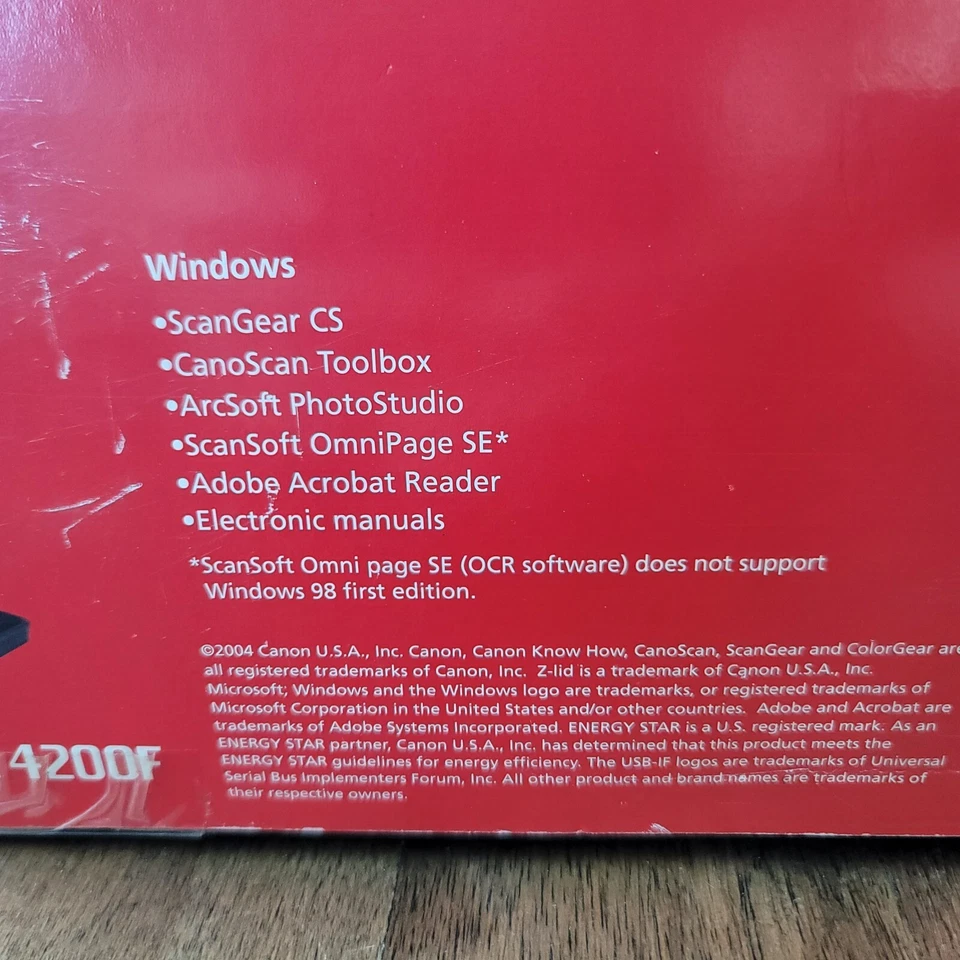 Windows
•ScanGear CS
•CanoScan Toolbox
•ArcSoft PhotoStudio
•ScanSoft OmniPage SE*
•Adobe Acrobat Reader
•Electronic manuals
*ScanSoft Omni page SE (OCR software) does not support
Windows 98 first edition.
©2004 Canon U.S.A., Inc. Canon, Canon Know How, CanoScan, ScanGear and ColorGear are
all registered trademarks of Canon, Inc. Z-lid is a trademark of Canon U.S.A., Inc.
Microsoft, Windows and the Windows logo are trademarks, or registered trademarks of
Microsoft Corporation in the United States and/or other countries. Adobe and Acrobat are
trademarks of Adobe Systems Incorporated. ENERGY STAR is a U.S. registered mark. As an
ENERGY STAR partner, Canon U.S.A., Inc. has determined that this product meets the
ENERGY STAR guidelines for energy efficiency. The USB-IF logos are trademarks of Universal
Serial Bus Implementers Forum, Inc. All other product and brand names are trademarks of
their respective owners.
4200F